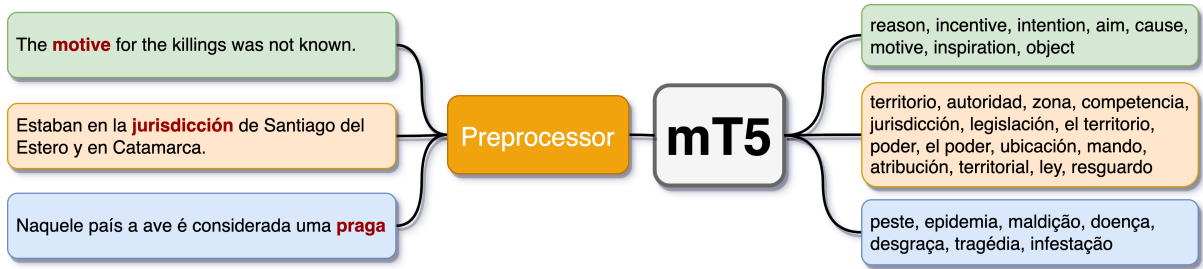 The motive for the killings was not known.
Estaban en la jurisdicción de Santiago del
Estero y en Catamarca.
Naquele país a ave é considerada uma praga
Preprocessor
mT5
reason, incentive, intention, aim, cause,
motive, inspiration, object
territorio, autoridad, zona, competencia,
jurisdicción, legislación, el territorio,
poder, el poder, ubicación, mando,
atribución, territorial, ley, resguardo
peste, epidemia, maldição, doença,
desgraça, tragédia, infestação